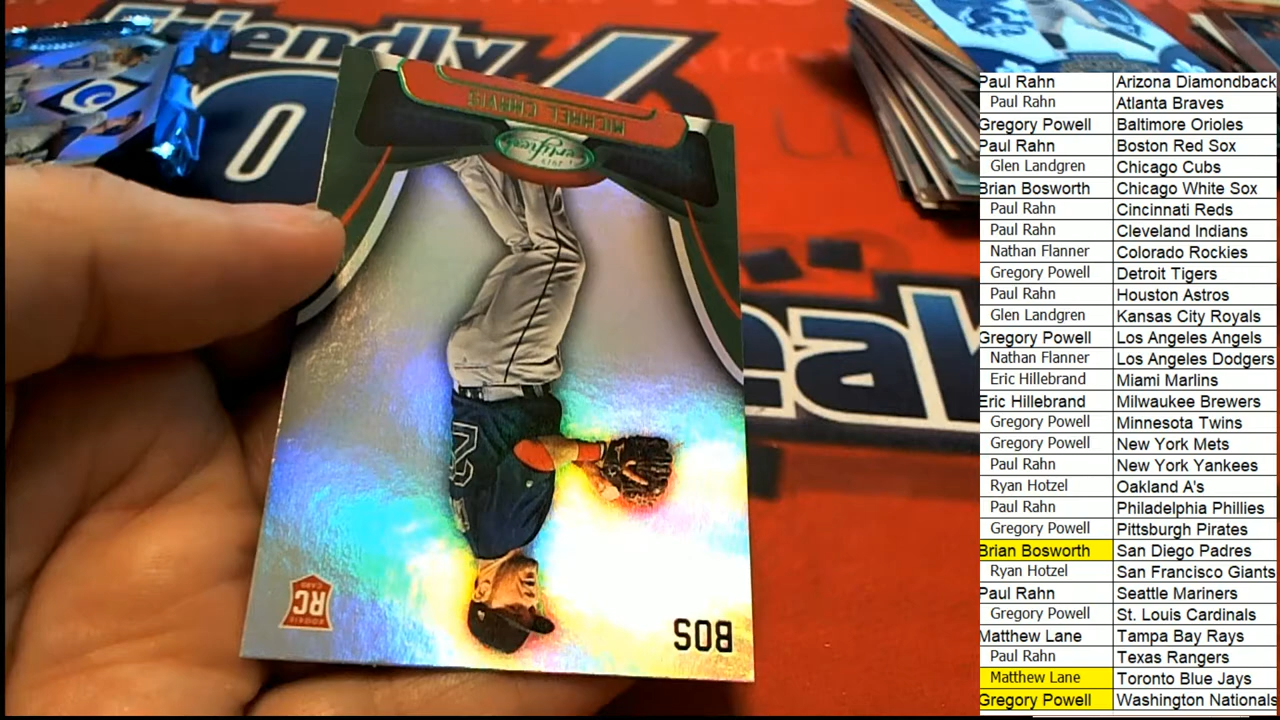 Friendly
MICHAEL CHAVIS
2019
certified
BOS
RC
ROOKIE CARD
Paul Rahn Arizona Diamondback
Paul Rahn Atlanta Braves
Gregory Powell Baltimore Orioles
Paul Rahn Boston Red Sox
Glen Landgren Chicago Cubs
Brian Bosworth Chicago White Sox
Paul Rahn Cincinnati Reds
Paul Rahn Cleveland Indians
Nathan Flanner Colorado Rockies
Gregory Powell Detroit Tigers
Paul Rahn Houston Astros
Glen Landgren Kansas City Royals
Gregory Powell Los Angeles Angels
Nathan Flanner Los Angeles Dodgers
Eric Hillebrand Miami Marlins
Eric Hillebrand Milwaukee Brewers
Gregory Powell Minnesota Twins
Gregory Powell New York Mets
Paul Rahn New York Yankees
Ryan Hotzel Oakland A's
Paul Rahn Philadelphia Phillies
Gregory Powell Pittsburgh Pirates
Brian Bosworth San Diego Padres
Ryan Hotzel San Francisco Giants
Paul Rahn Seattle Mariners
Gregory Powell St. Louis Cardinals
Matthew Lane Tampa Bay Rays
Paul Rahn Texas Rangers
Matthew Lane Toronto Blue Jays
Gregory Powell Washington Nationals